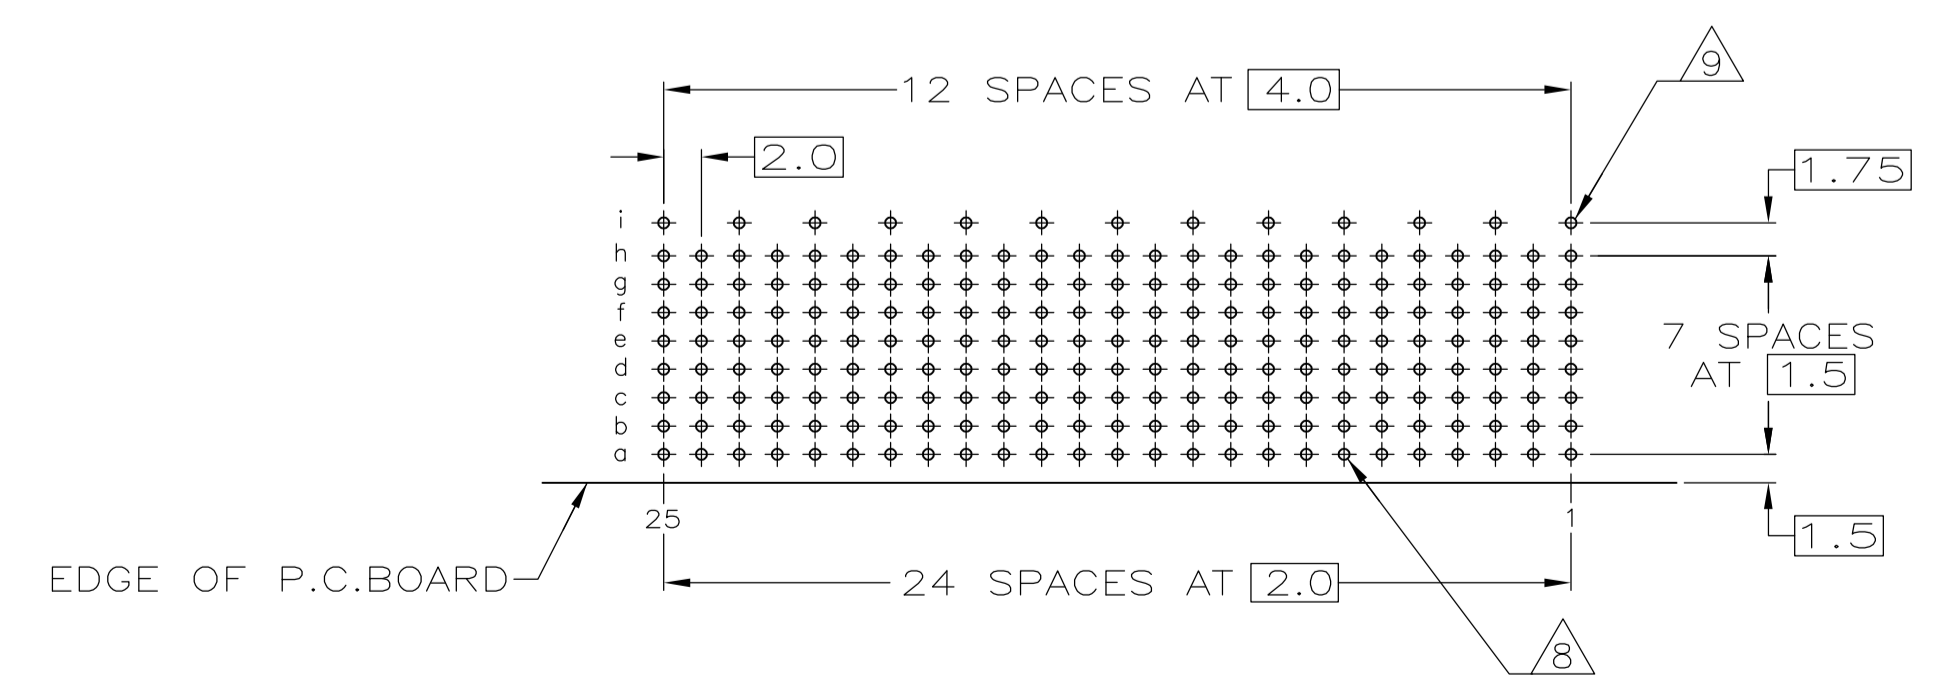 9
12 SPACES AT 4.0
2.0
1.75
i
h
g
f
e
d
c
b
a
7 SPACES
AT 1.5
25
1
1.5
EDGE OF P.C.BOARD
24 SPACES AT 2.0
8